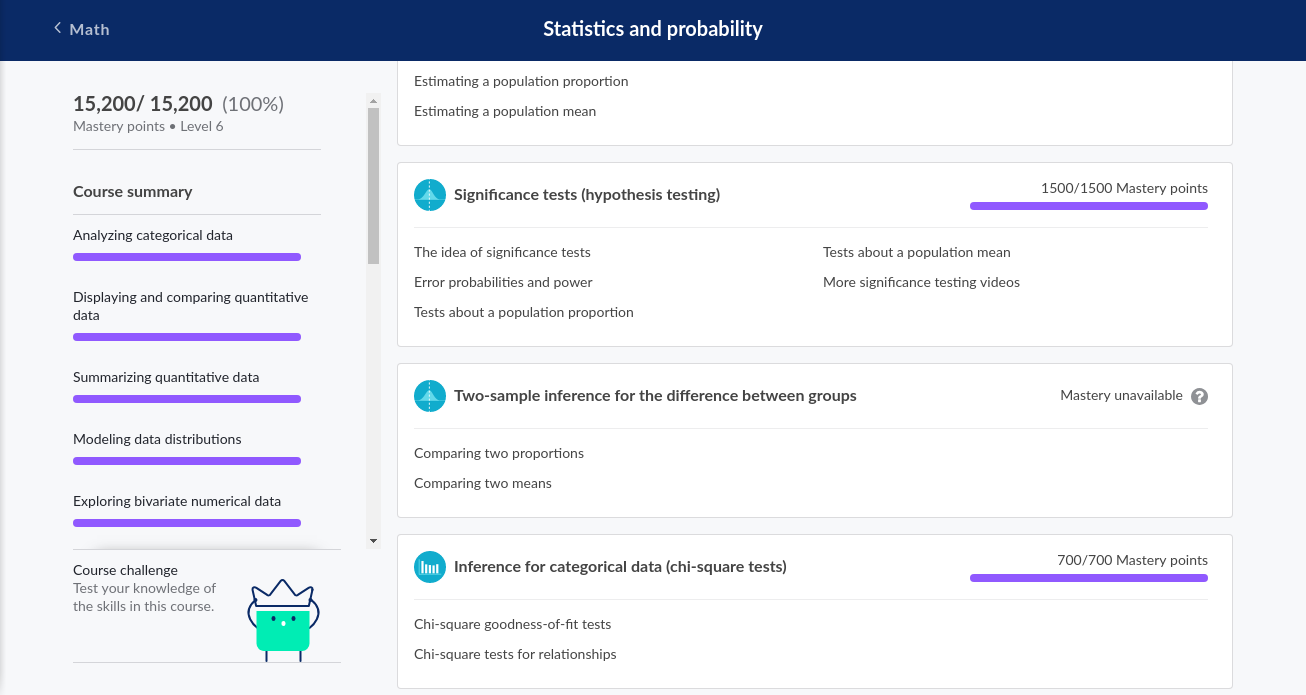 Math
Statistics and probability
15,200/ 15,200 (100%)
Mastery points • Level 6
Course summary
Analyzing categorical data
Displaying and comparing quantitative
data
Summarizing quantitative data
Modeling data distributions
Exploring bivariate numerical data
Course challenge
Test your knowledge of
the skills in this course.
Estimating a population proportion
Estimating a population mean
Significance tests (hypothesis testing)
1500/1500 Mastery points
The idea of significance tests
Error probabilities and power
Tests about a population proportion
Tests about a population mean
More significance testing videos
Two-sample inference for the difference between groups
Mastery unavailable ?
Comparing two proportions
Comparing two means
Inference for categorical data (chi-square tests)
700/700 Mastery points
Chi-square goodness-of-fit tests
Chi-square tests for relationships